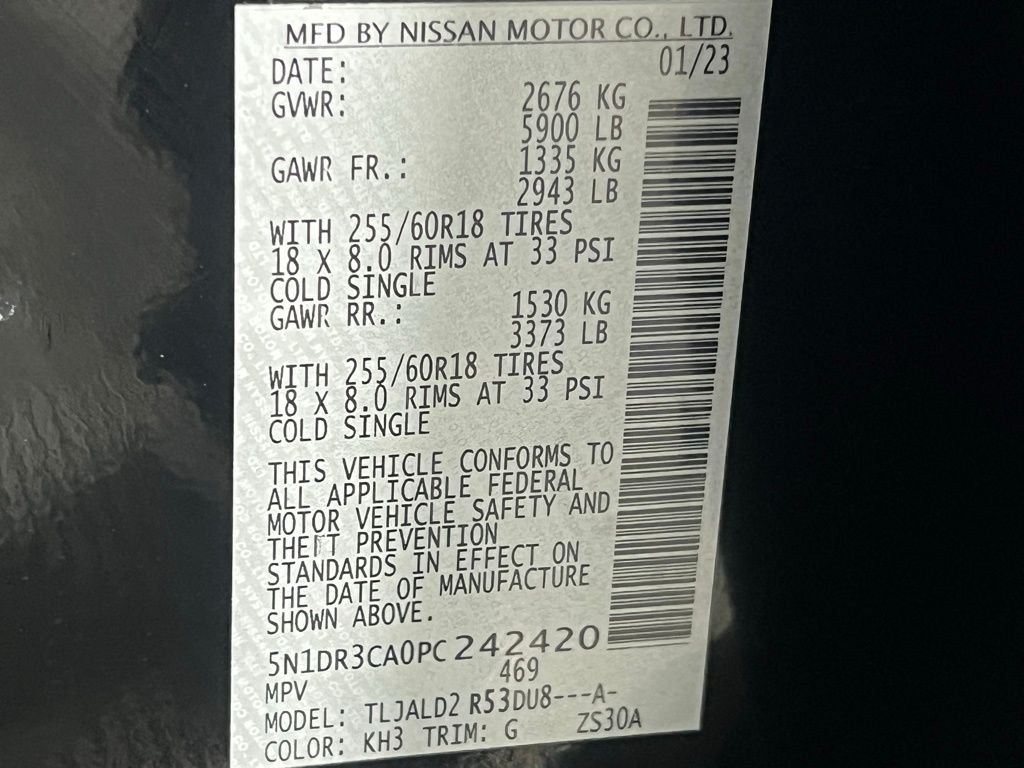 MFD BY NISSAN MOTOR CO., LTD.
DATE: 01/23
GVWR: 2676 KG
5900 LB
GAWR FR.: 1335 KG
2943 LB
WITH 255/60R18 TIRES
18 X 8.0 RIMS AT 33 PSI
COLD SINGLE
GAWR RR.: 1530 KG
3373 LB
WITH 255/60R18 TIRES
18 X 8.0 RIMS AT 33 PSI
COLD SINGLE
THIS VEHICLE CONFORMS TO
ALL APPLICABLE FEDERAL
MOTOR VEHICLE SAFETY AND
THEFT PREVENTION
STANDARDS IN EFFECT ON
THE DATE OF MANUFACTURE
SHOWN ABOVE.
5N1DR3CA0PC242420
469
MPV
MODEL: TLJALD2 R53DU8---A-
COLOR: KH3 TRIM: G ZS30A